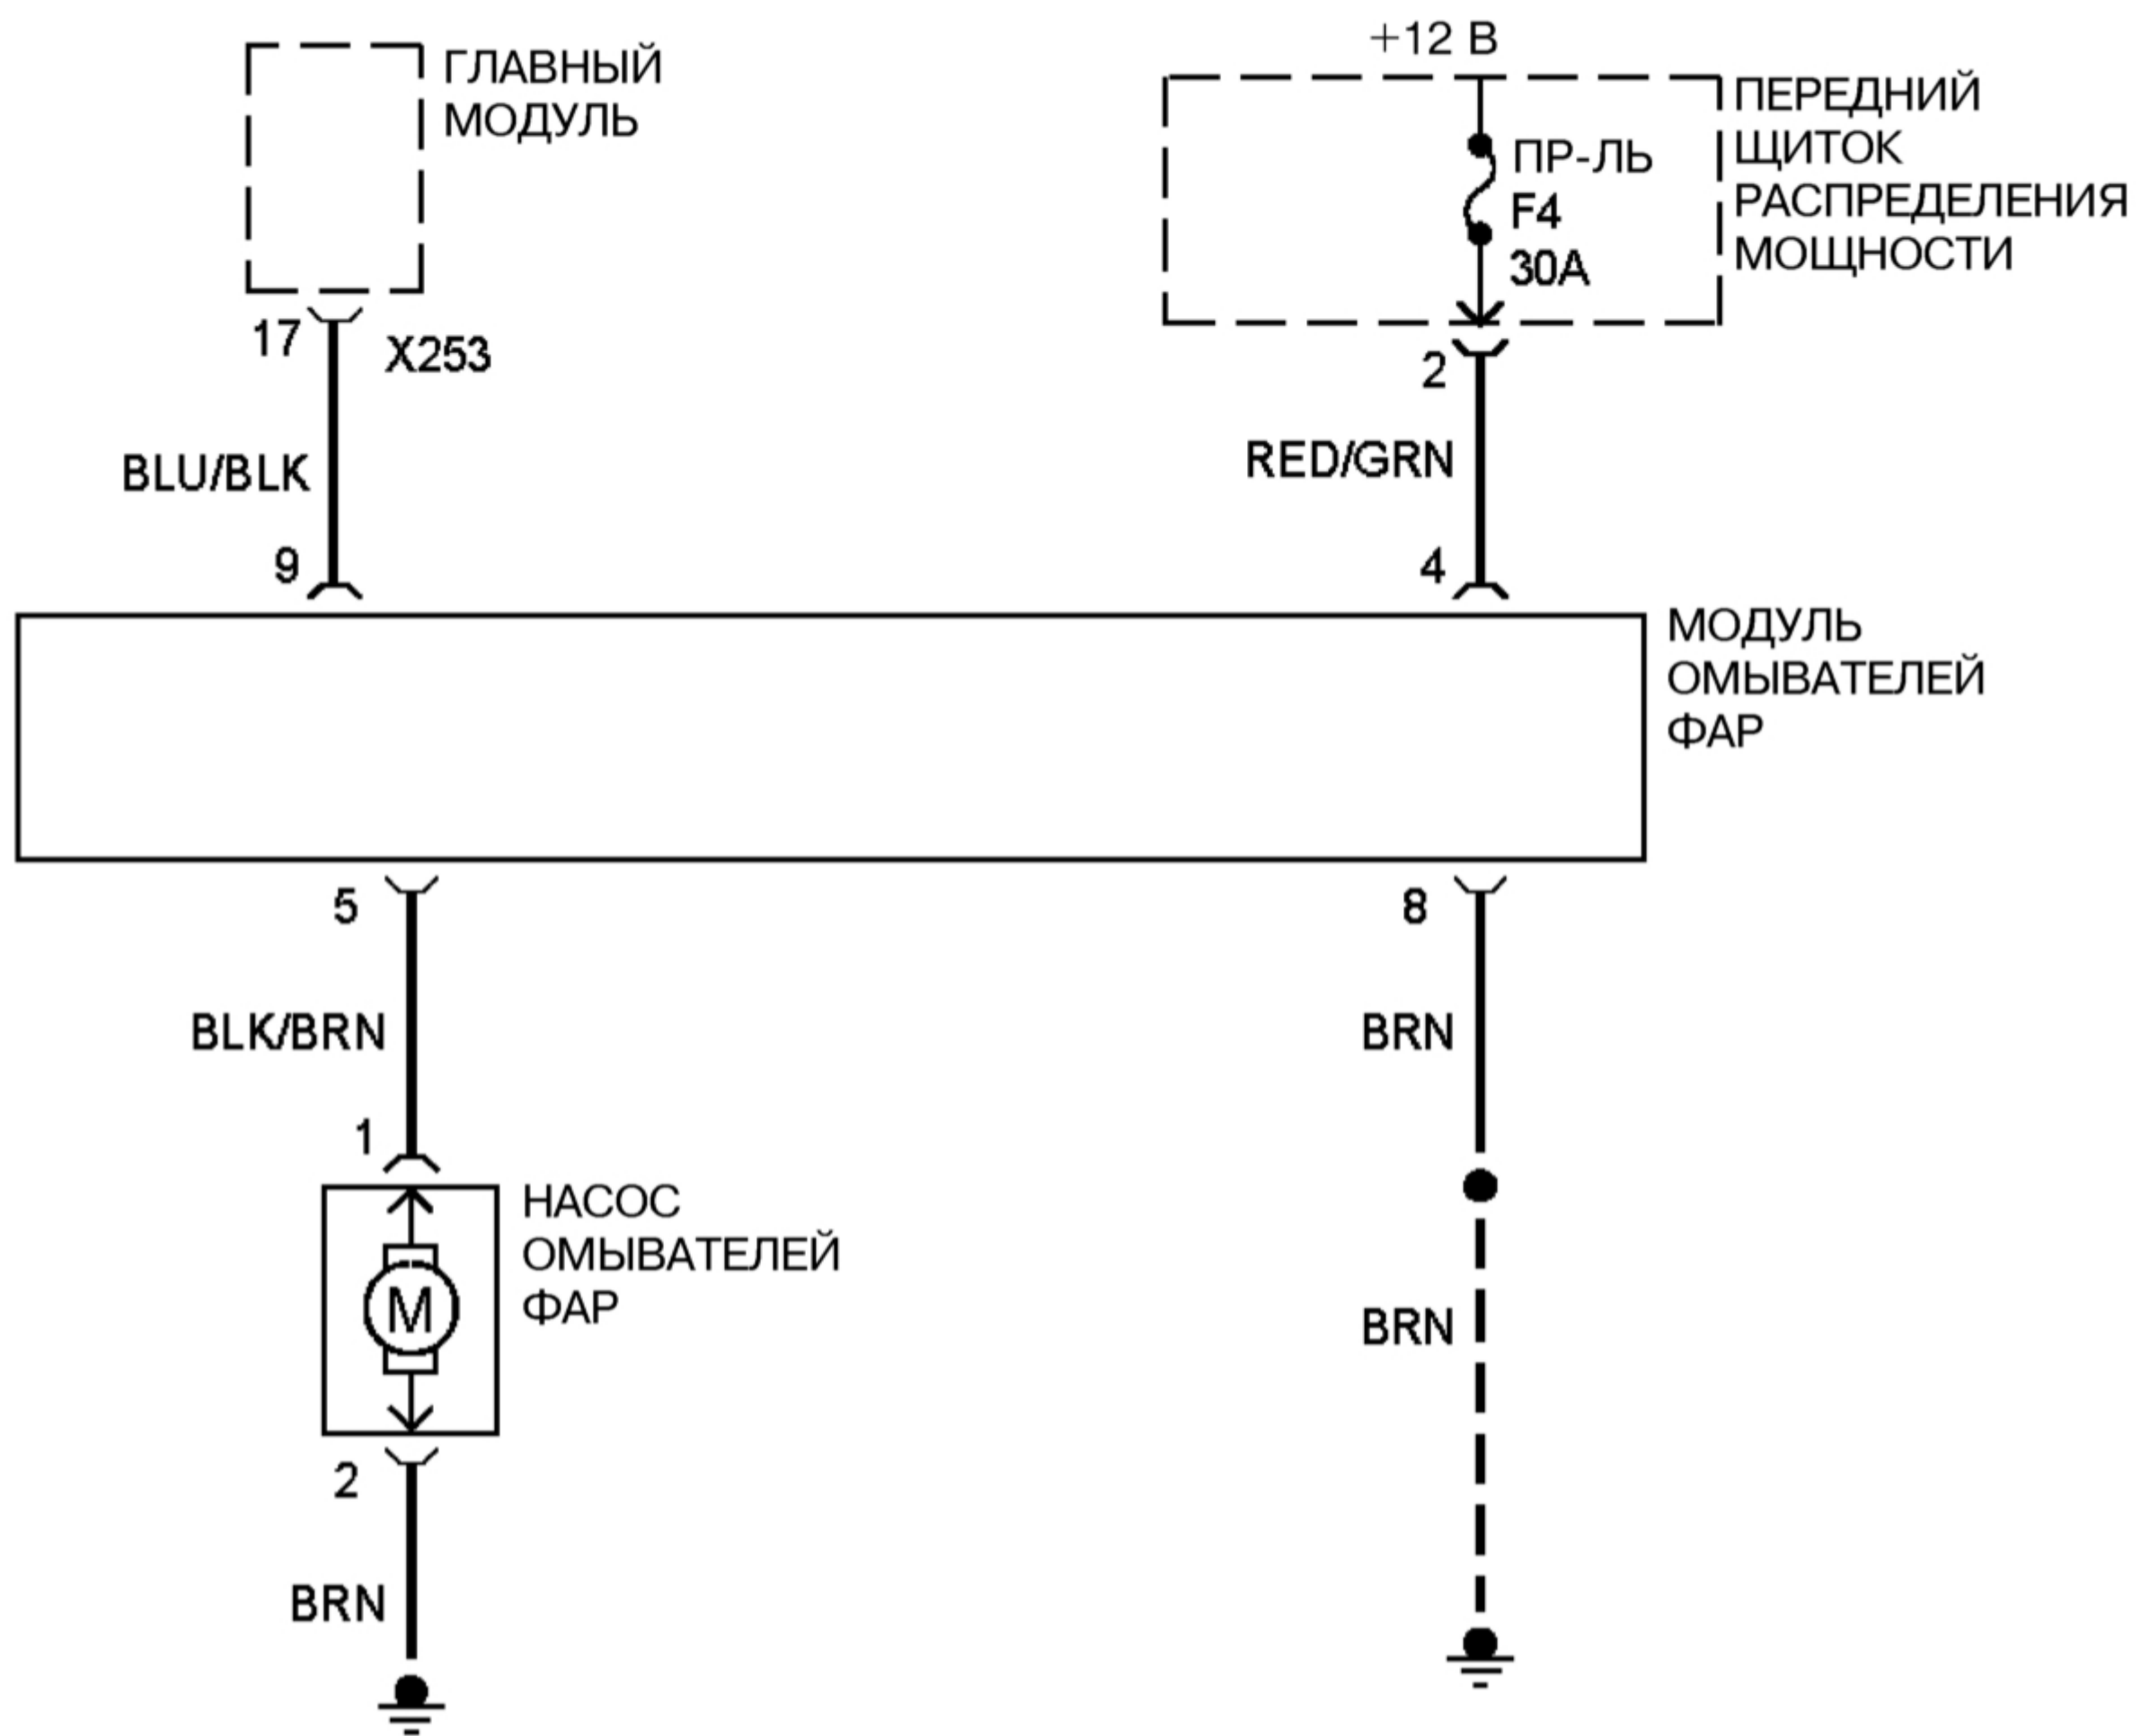 ГЛАВНЫЙ
МОДУЛЬ
+12 В
ПЕРЕДНИЙ
ЩИТОК
РАСПРЕДЕЛЕНИЯ
МОЩНОСТИ
ПР-ЛЬ
F4
30A
17
X253
2
BLU/BLK
RED/GRN
9
4
МОДУЛЬ
ОМЫВАТЕЛЕЙ
ФАР
5
8
BLK/BRN
BRN
1
НАСОС
ОМЫВАТЕЛЕЙ
ФАР
M
BRN
2
BRN